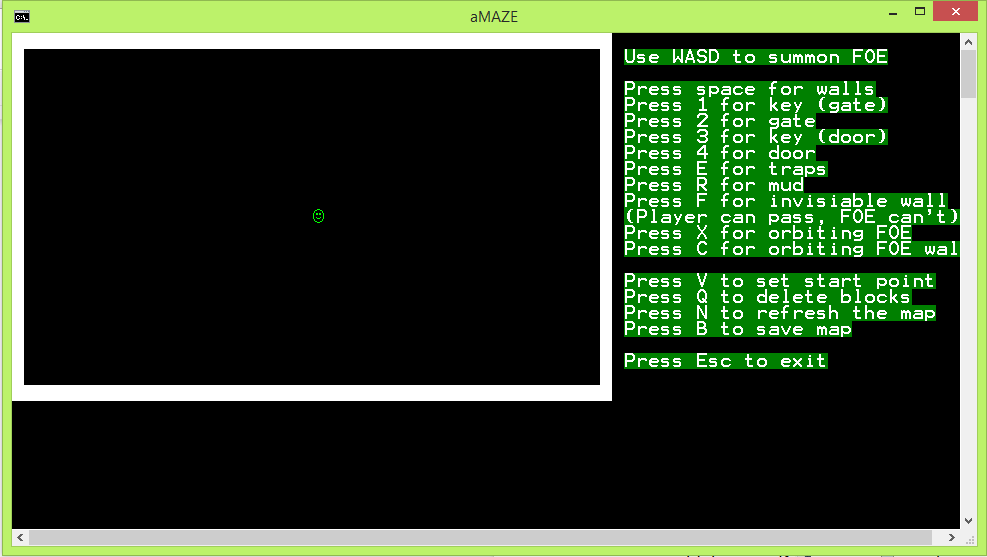 aMAZE
Use WASD to summon FOE
Press space for walls
Press 1 for key (gate)
Press 2 for gate
Press 3 for key (door)
Press 4 for door
Press E for traps
Press R for mud
Press F for invisiable wall
(Player can pass, FOE can't)
Press X for orbiting FOE
Press C for orbiting FOE wal
Press V to set start point
Press Q to delete blocks
Press N to refresh the map
Press B to save map
Press Esc to exit